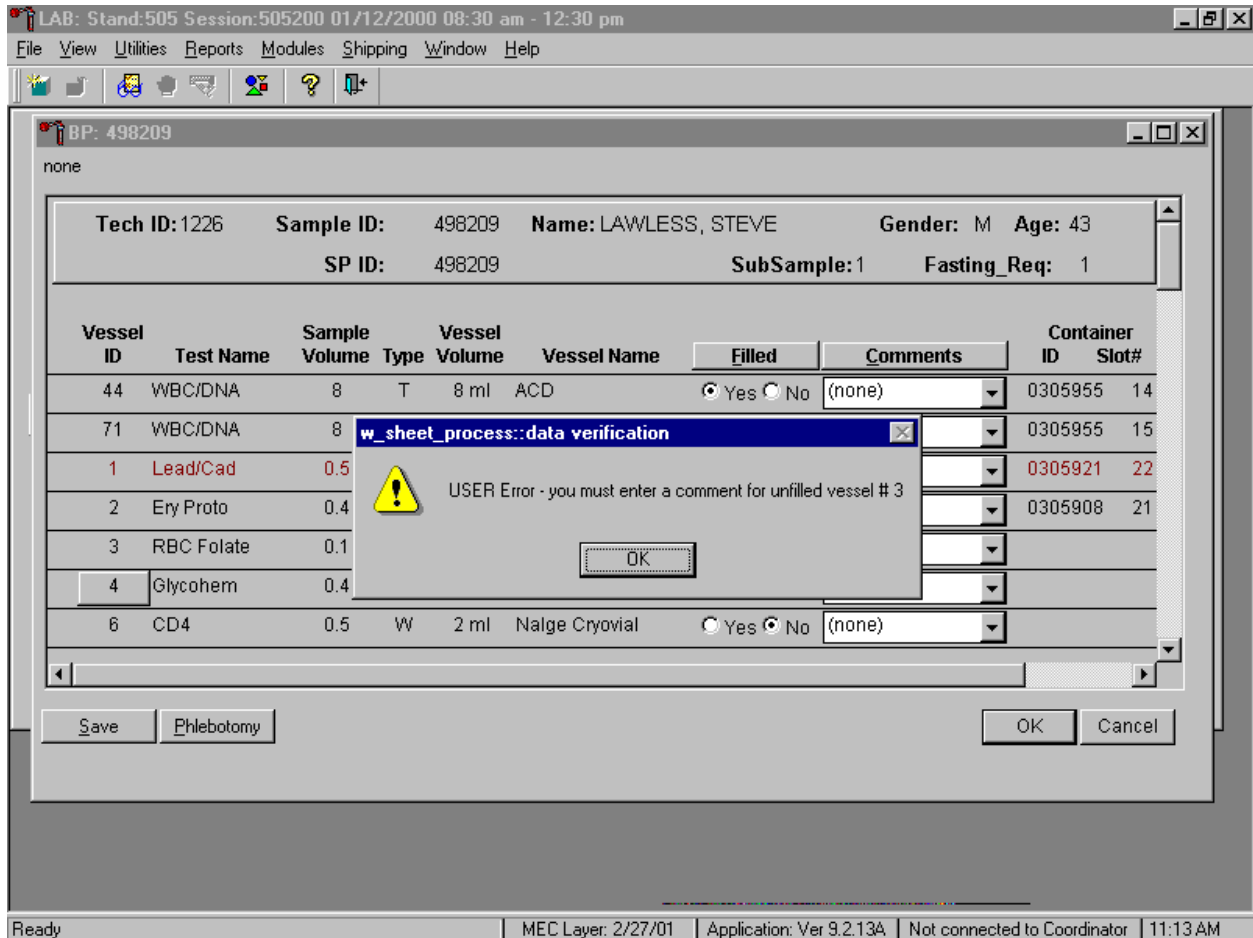 LAB: Stand:505 Session:505200 01/12/2000 08:30 am - 12:30 pm
File View Utilities Reports Modules Shipping Window Help
BP: 498209
none
Tech ID: 1226 Sample ID: 498209 Name: LAWLESS, STEVE Gender: M Age: 43
SP ID: 498209 SubSample: 1 Fasting_Req: 1
Vessel Sample Vessel Container
ID Test Name Volume Type Volume Vessel Name Filled Comments ID Slot#
44 WBC/DNA 8 T 8 ml ACD Yes No (none) 0305955 14
71 WBC/DNA 8 0305955 15
w_sheet_process::data verification
1 Lead/Cad 0.5 0305921 22
USER Error - you must enter a comment for unfilled vessel # 3
2 Ery Proto 0.4 0305908 21
3 RBC Folate 0.1
OK
4 Glycohem 0.4
6 CD4 0.5 W 2 ml Nalge Cryovial Yes No (none)
Save Phlebotomy OK Cancel
Ready MEC Layer: 2/27/01 Application: Ver 9.2.13A Not connected to Coordinator 11:13 AM